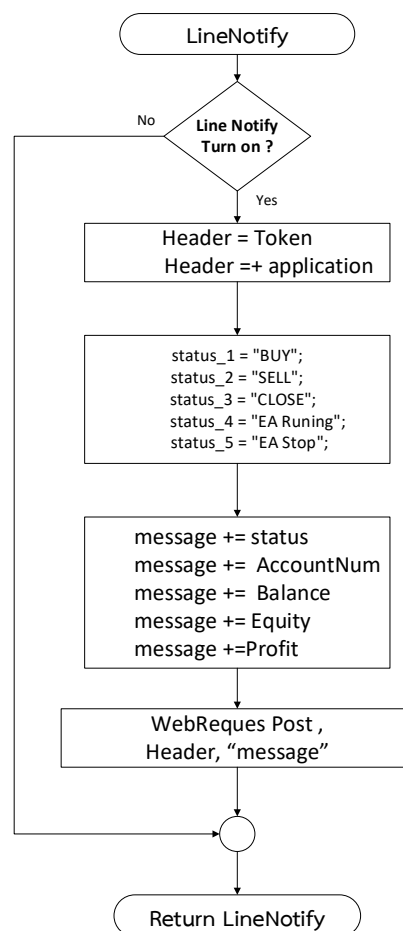 LineNotify
No
Line Notify
Turn on ?
Yes
Header = Token
Header =+ application
status_1 = "BUY";
status_2 = "SELL";
status_3 = "CLOSE";
status_4 = "EA Runing";
status_5 = "EA Stop";
message += status
message += AccountNum
message += Balance
message += Equity
message +=Profit
WebReques Post ,
Header, “message”
Return LineNotify